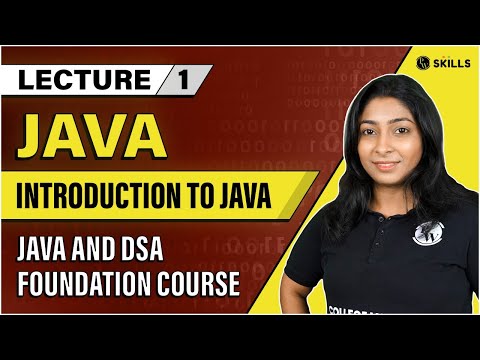 LECTURE 1
SKILLS
JAVA
INTRODUCTION TO JAVA
JAVA AND DSA
FOUNDATION COURSE